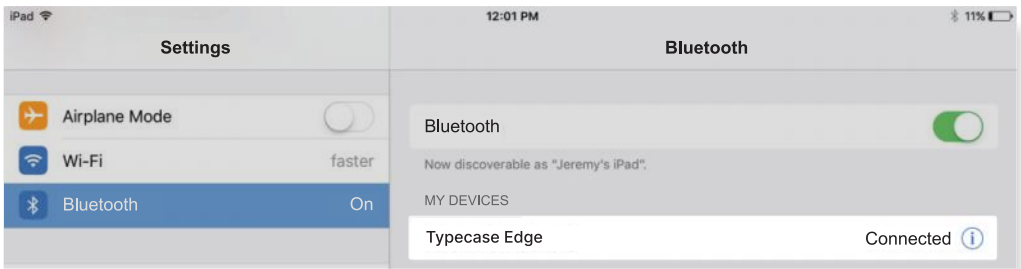 iPad 12:01 PM 11%
Settings Bluetooth
Airplane Mode
Bluetooth
Wi-Fi faster
Now discoverable as "Jeremy's iPad".
Bluetooth On
MY DEVICES
Typecase Edge Connected